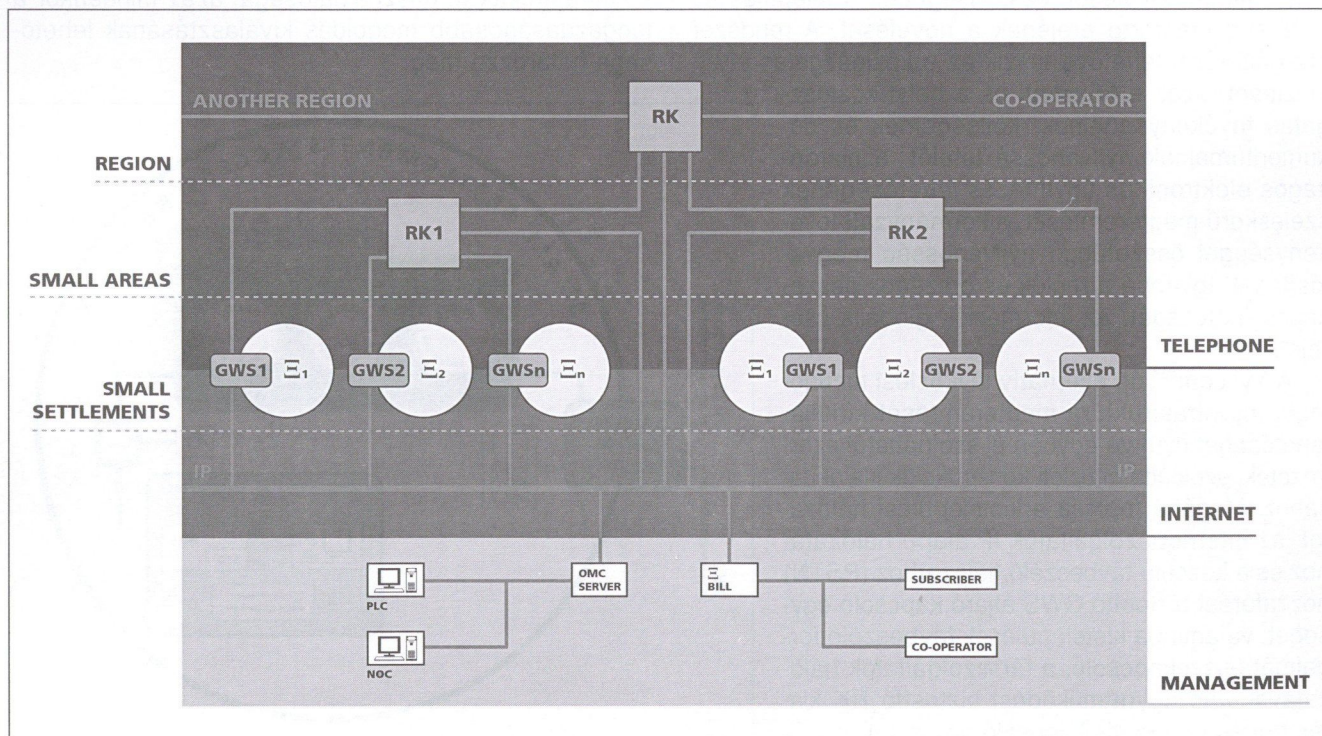 ANOTHER REGION
CO-OPERATOR
RK
REGION
RK1
RK2
SMALL AREAS
GWS1 Ξ1 GWS2 Ξ2 GWSn Ξn
Ξ1 GWS1 Ξ2 GWS2 Ξn GWSn
TELEPHONE
SMALL
SETTLEMENTS
IP
IP
INTERNET
PLC
OMC
SERVER
Ξ
BILL
SUBSCRIBER
NOC
CO-OPERATOR
MANAGEMENT